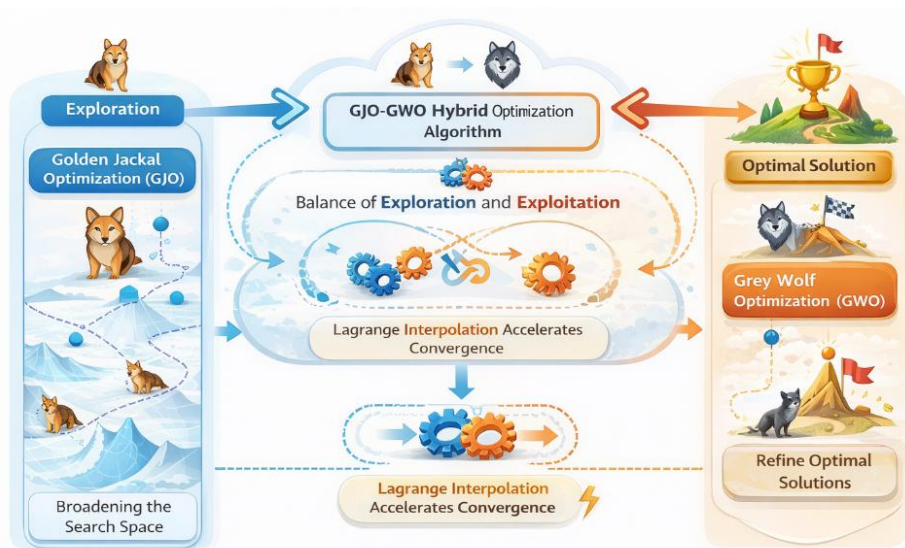 Exploration
Golden Jackal
Optimization (GJO)
Broadening the
Search Space
GJO-GWO Hybrid Optimization
Algorithm
Balance of Exploration and Exploitation
Lagrange Interpolation Accelerates
Convergence
Lagrange Interpolation
Accelerates Convergence
Optimal Solution
Grey Wolf
Optimization (GWO)
Refine Optimal
Solutions